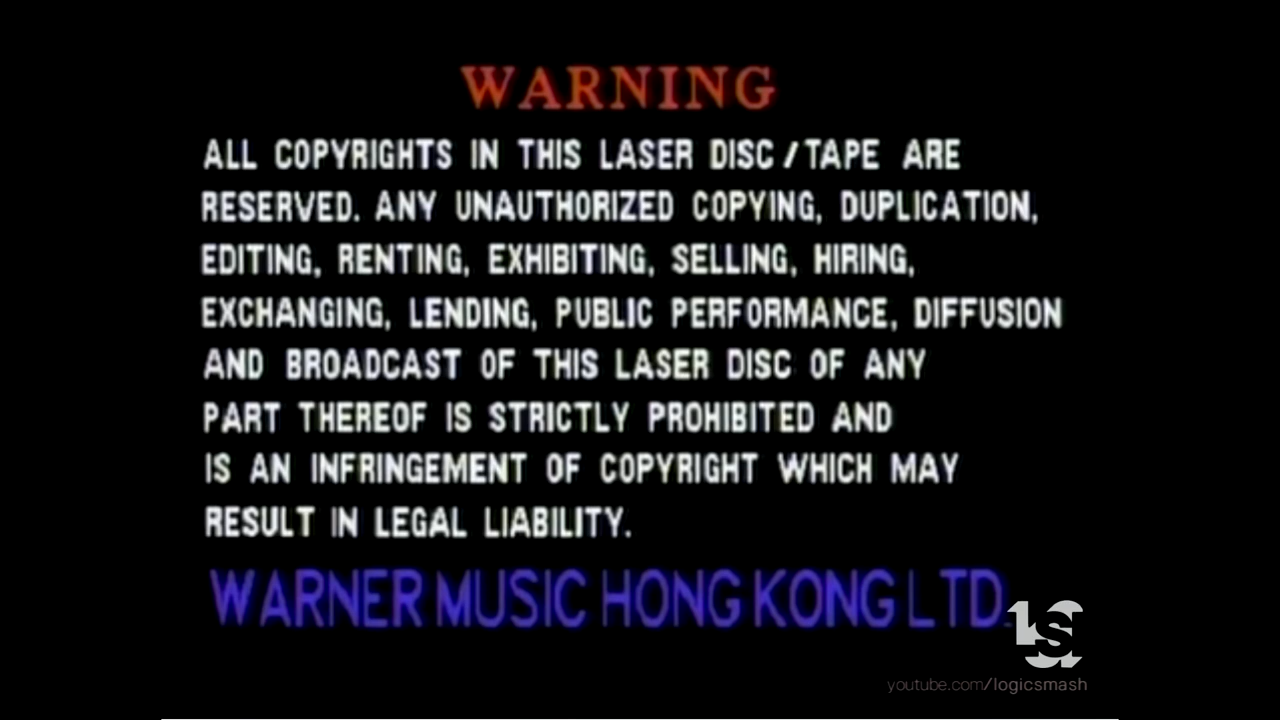 WARNING
ALL COPYRIGHTS IN THIS LASER DISC/TAPE ARE
RESERVED. ANY UNAUTHORIZED COPYING, DUPLICATION,
EDITING, RENTING, EXHIBITING, SELLING, HIRING,
EXCHANGING, LENDING, PUBLIC PERFORMANCE, DIFFUSION
AND BROADCAST OF THIS LASER DISC OF ANY
PART THEREOF IS STRICTLY PROHIBITED AND
IS AN INFRINGEMENT OF COPYRIGHT WHICH MAY
RESULT IN LEGAL LIABILITY.
WARNER MUSIC HONG KONG LTD.
youtube.com/logicsmash